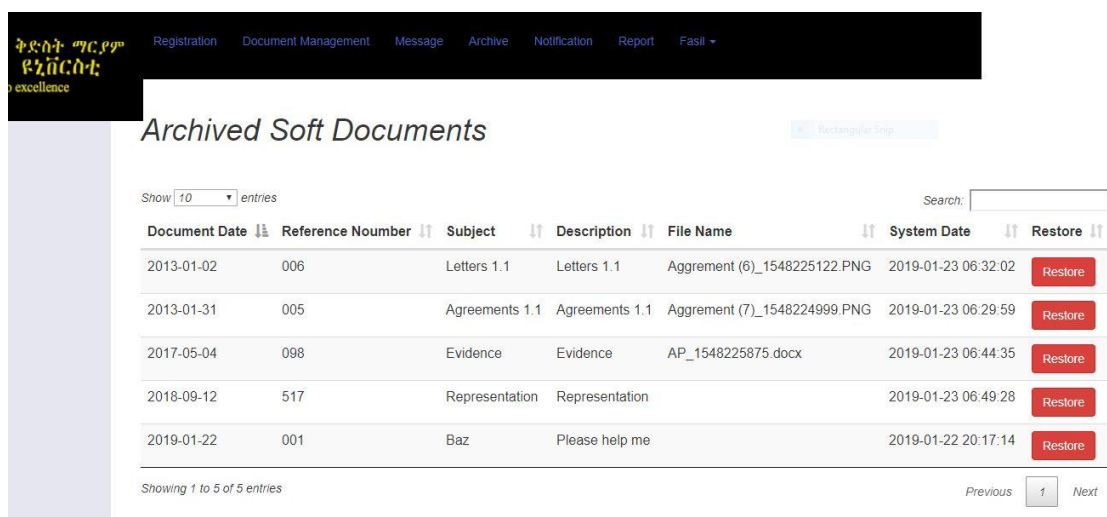 ቅድስት ማርያም
ዩኒቨርስቲ
excellence
Registration Document Management Message Archive Notification Report Fasil
Archived Soft Documents
Rectangular Snip
Show 10 entries
Search:
Document Date Reference Noumber Subject Description File Name System Date Restore
2013-01-02 006 Letters 1.1 Letters 1.1 Aggrement (6)_1548225122.PNG 2019-01-23 06:32:02 Restore
2013-01-31 005 Agreements 1.1 Agreements 1.1 Aggrement (7)_1548224999.PNG 2019-01-23 06:29:59 Restore
2017-05-04 098 Evidence Evidence AP_1548225875.docx 2019-01-23 06:44:35 Restore
2018-09-12 517 Representation Representation 2019-01-23 06:49:28 Restore
2019-01-22 001 Baz Please help me 2019-01-22 20:17:14 Restore
Showing 1 to 5 of 5 entries
Previous 1 Next